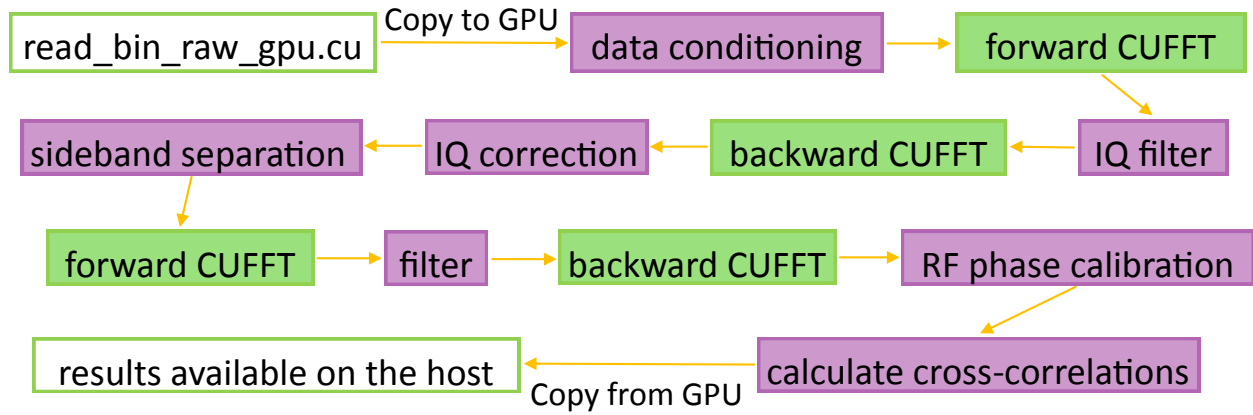 Copy to GPU
read_bin_raw_gpu.cu
data conditioning
forward CUFFT
sideband separation
IQ correction
backward CUFFT
IQ filter
forward CUFFT
filter
backward CUFFT
RF phase calibration
results available on the host
Copy from GPU
calculate cross-correlations